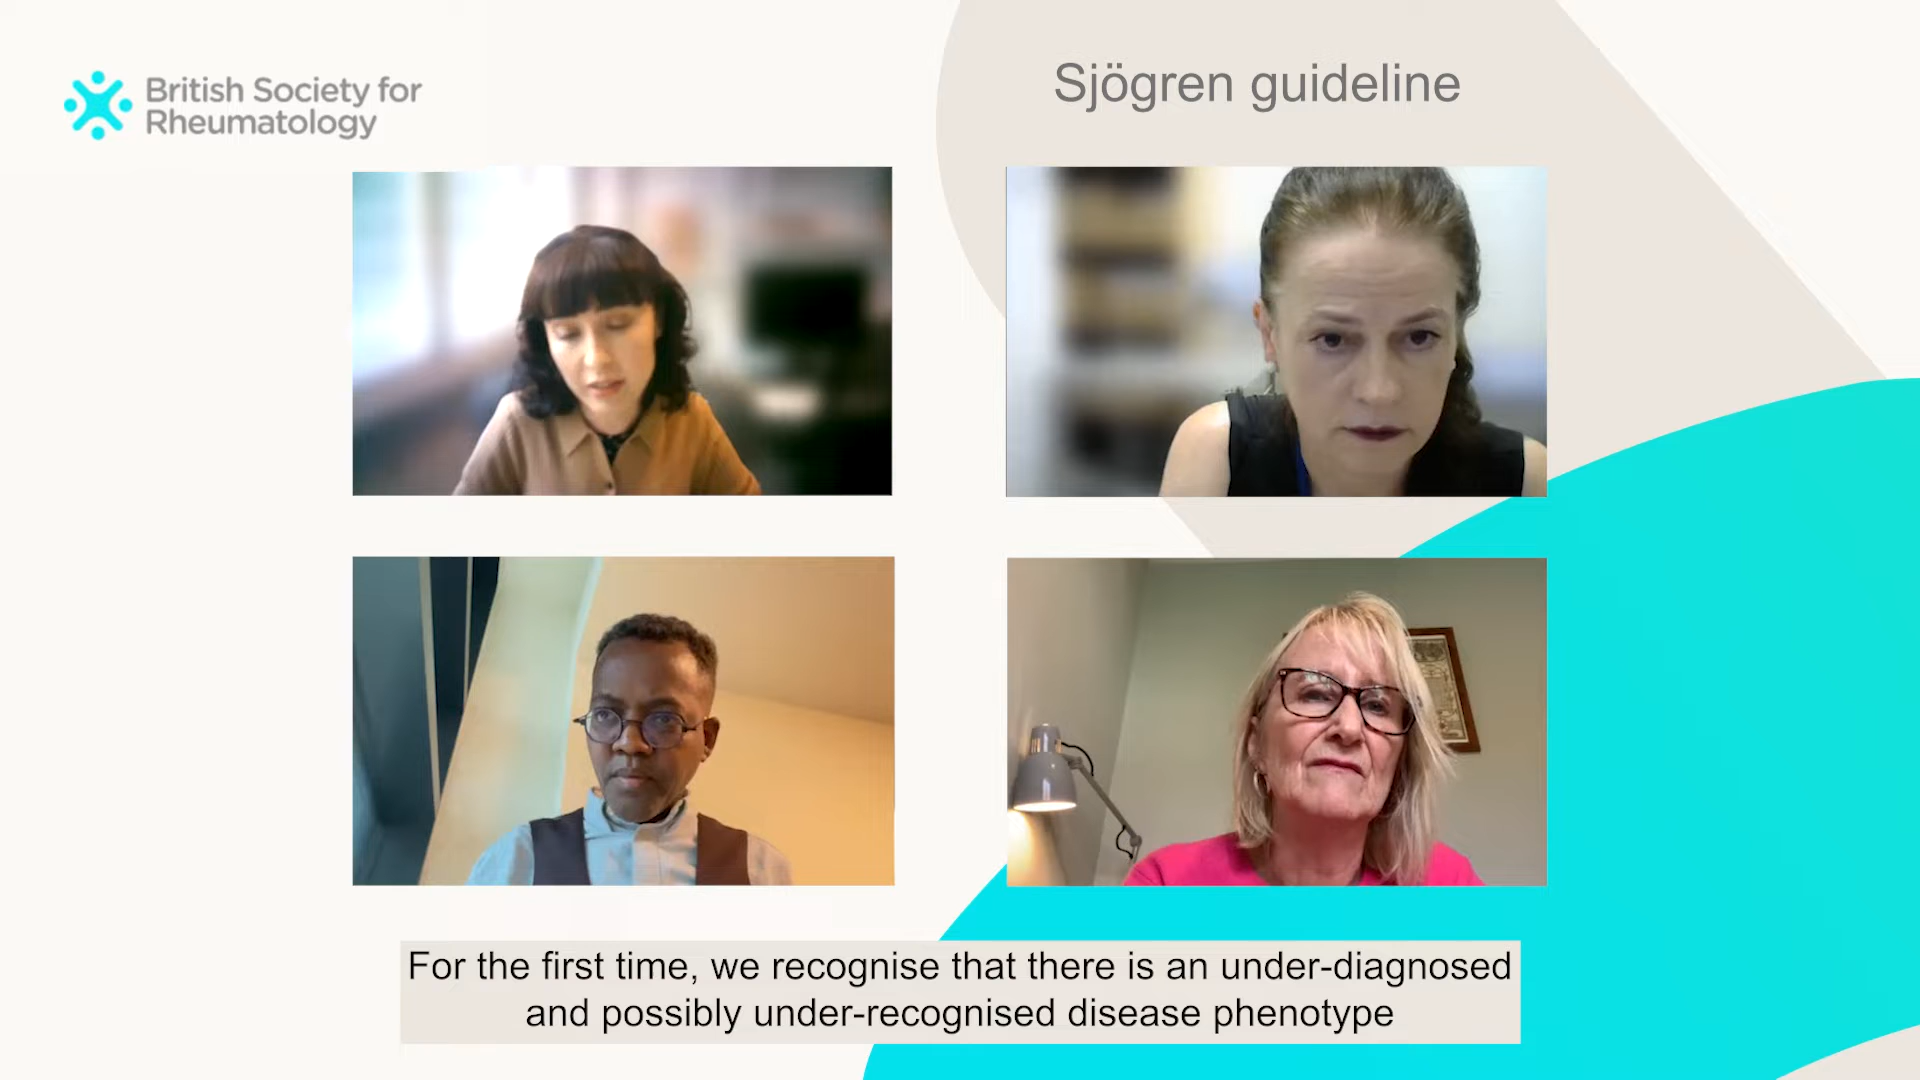 British Society for
Rheumatology
Sjögren guideline
For the first time, we recognise that there is an under-diagnosed
and possibly under-recognised disease phenotype